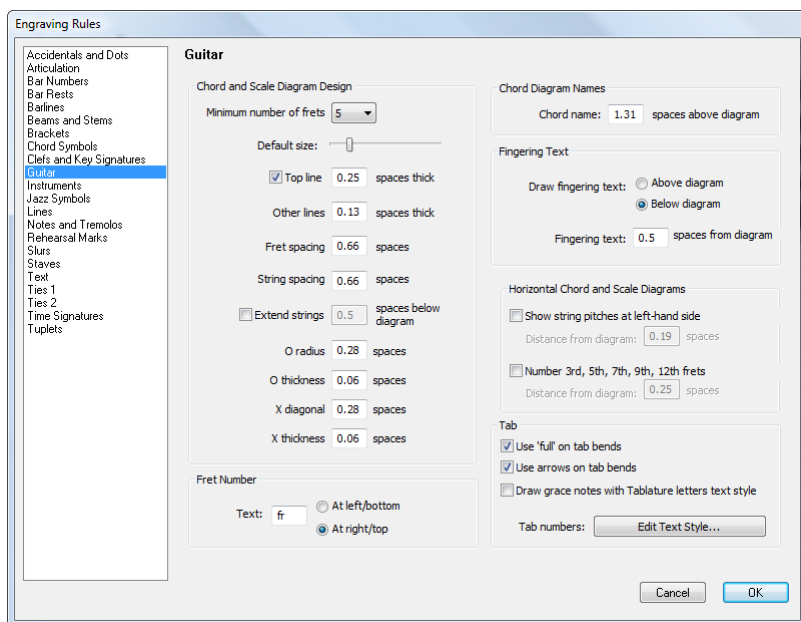 Engraving Rules
Accidentals and Dots
Articulation
Bar Numbers
Bar Rests
Barlines
Beams and Stems
Brackets
Chord Symbols
Clefs and Key Signatures
Guitar
Instruments
Jazz Symbols
Lines
Notes and Tremolos
Rehearsal Marks
Slurs
Staves
Text
Ties 1
Ties 2
Time Signatures
Tuplets
Guitar
Chord and Scale Diagram Design
Minimum number of frets 5
Default size:
Top line 0.25 spaces thick
Other lines 0.13 spaces thick
Fret spacing 0.66 spaces
String spacing 0.66 spaces
Extend strings 0.5 spaces below
diagram
O radius 0.28 spaces
O thickness 0.06 spaces
X diagonal 0.28 spaces
X thickness 0.06 spaces
Fret Number
Text: fr
At left/bottom
At right/top
Chord Diagram Names
Chord name: 1.31 spaces above diagram
Fingering Text
Draw fingering text: Above diagram
Below diagram
Fingering text: 0.5 spaces from diagram
Horizontal Chord and Scale Diagrams
Show string pitches at left-hand side
Distance from diagram: 0.19 spaces
Number 3rd, 5th, 7th, 9th, 12th frets
Distance from diagram: 0.25 spaces
Tab
Use 'full' on tab bends
Use arrows on tab bends
Draw grace notes with Tablature letters text style
Tab numbers: Edit Text Style...
Cancel OK